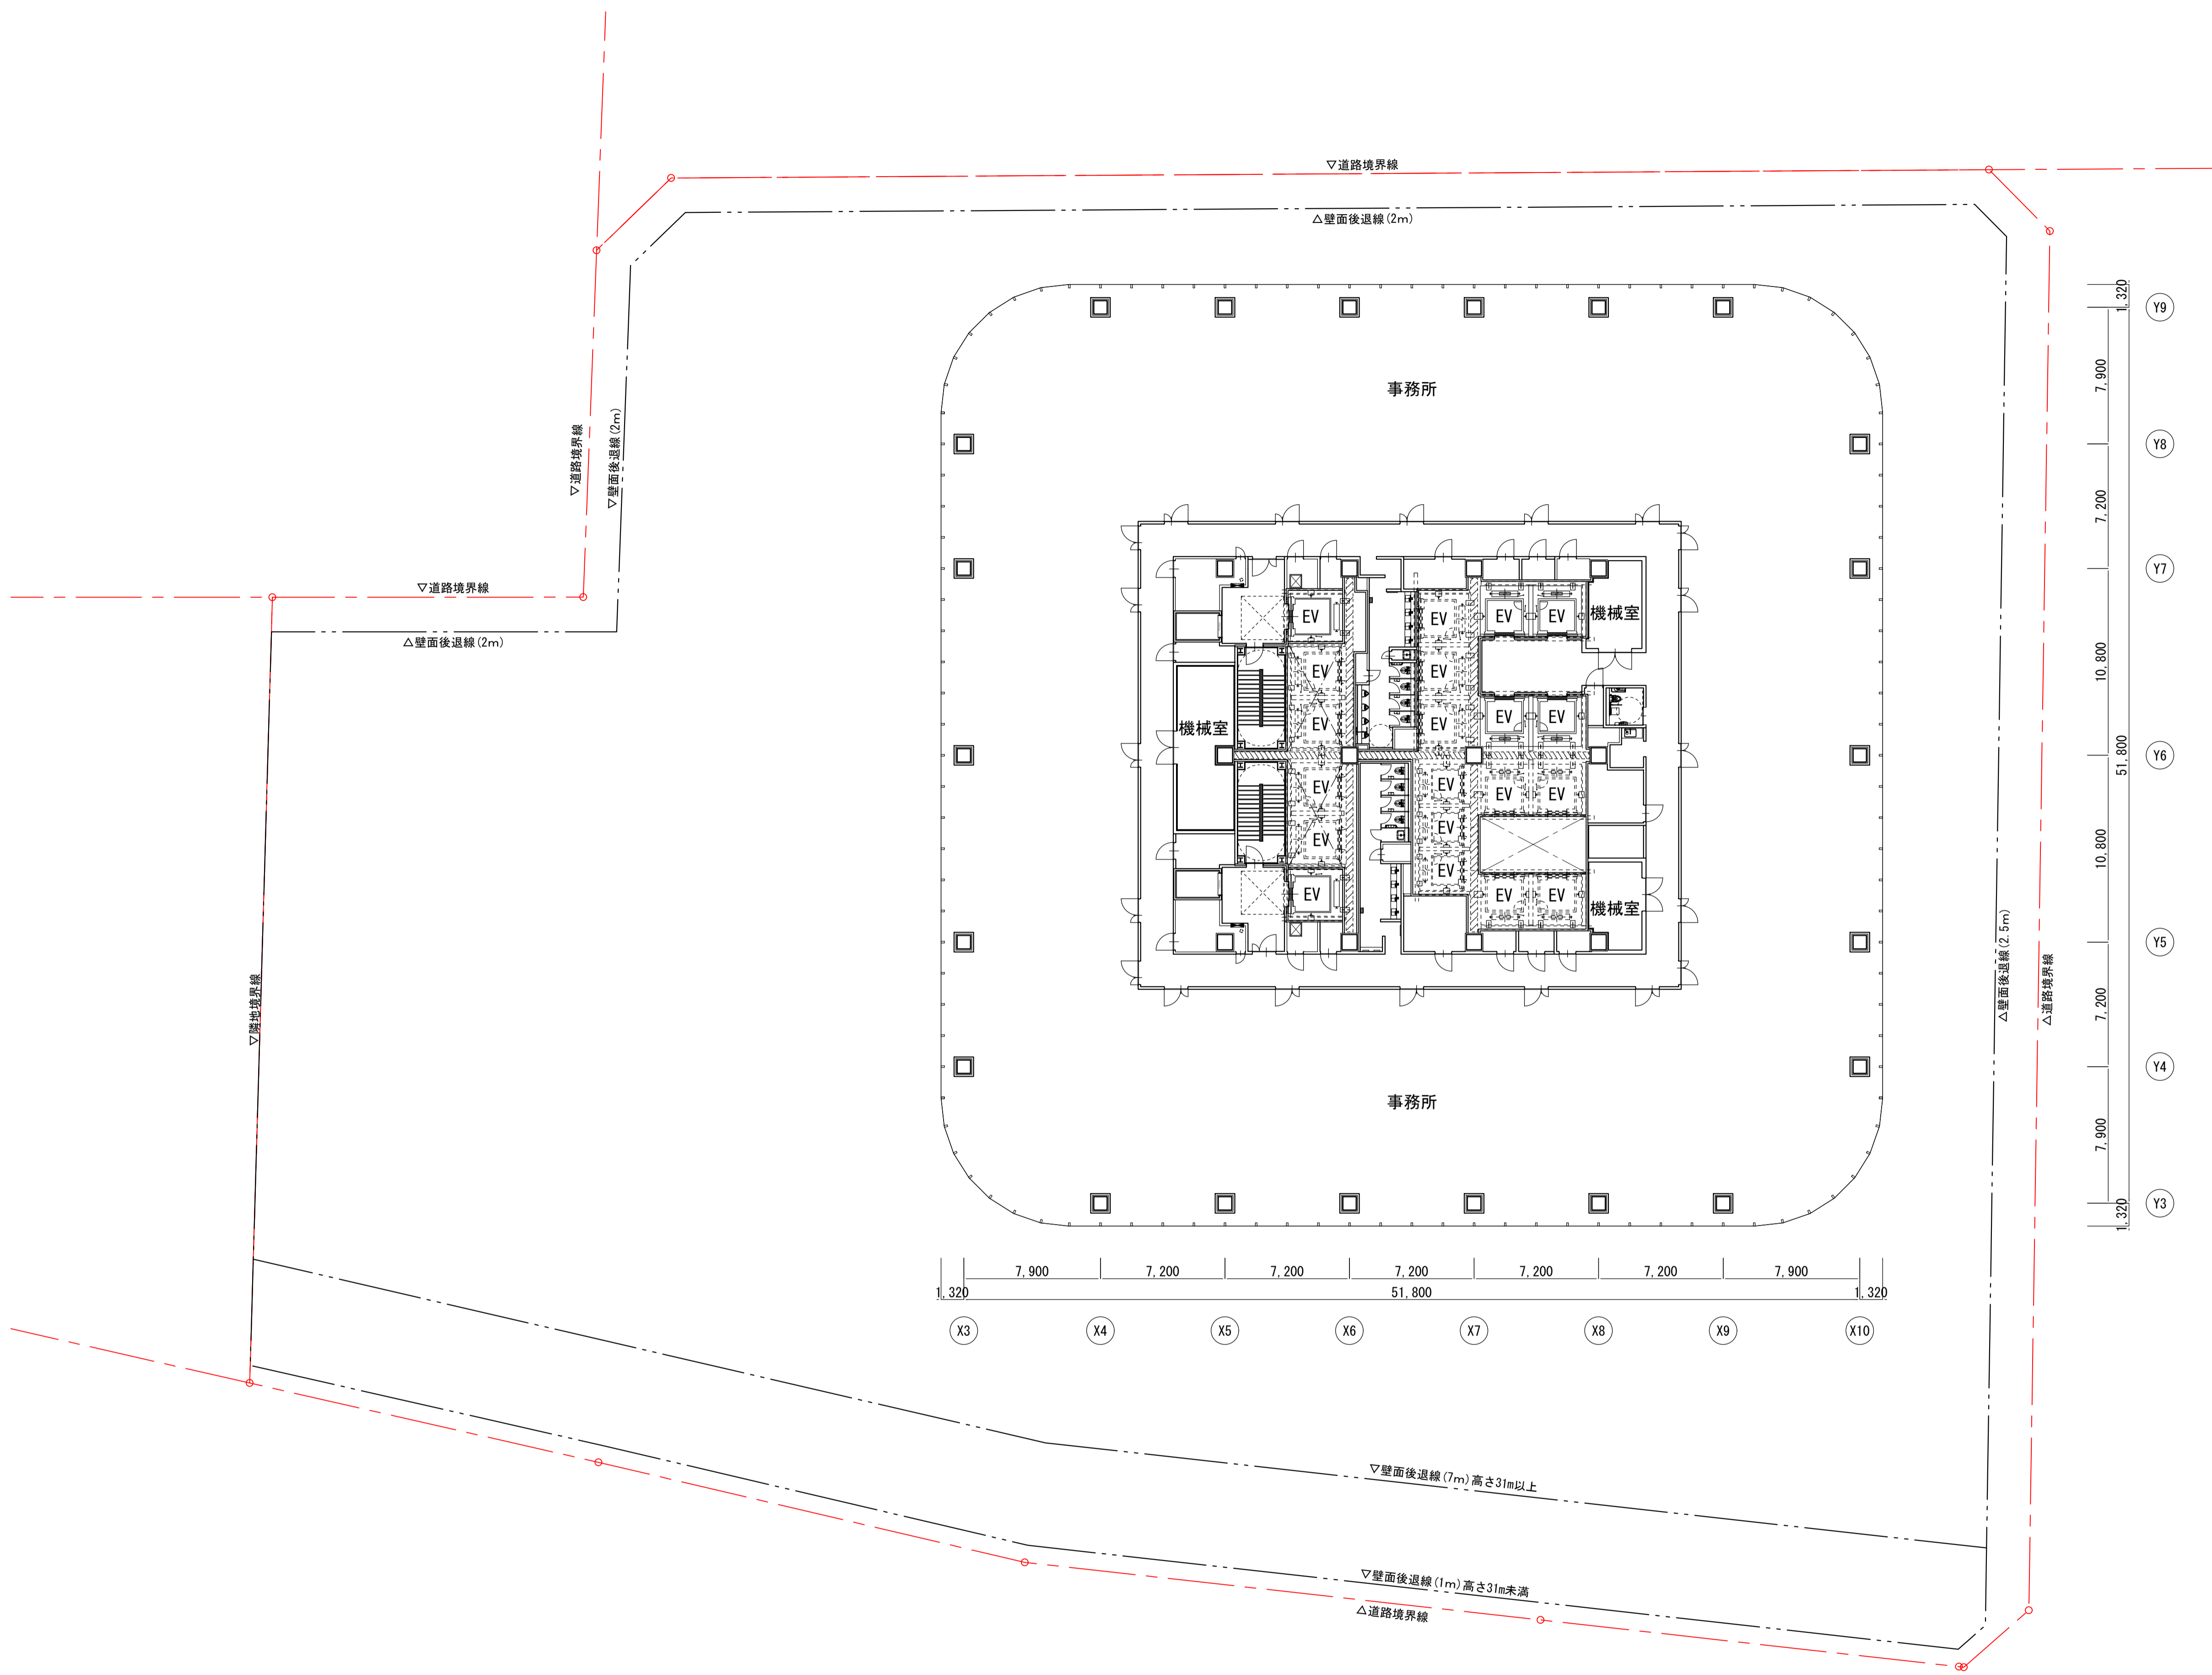 ▽道路境界線
△壁面後退線(2m)
▽道路境界線
▽壁面後退線(2m)
▽道路境界線
△壁面後退線(2m)
▽隣地境界線
事務所
EV
EV
EV
EV
機械室
EV
EV
EV
機械室
EV
EV
EV
EV
EV
EV
EV
EV
EV
EV
EV
EV
EV
EV
機械室
事務所
△壁面後退線(2.5m)
△道路境界線
1,320
Y9
7,900
Y8
7,200
Y7
10,800
51,800
Y6
10,800
Y5
7,200
Y4
7,900
Y3
1,320
7,900
7,200
7,200
7,200
7,200
7,200
7,900
1,320
51,800
1,320
X3
X4
X5
X6
X7
X8
X9
X10
▽壁面後退線(7m)高さ31m以上
▽壁面後退線(1m)高さ31m未満
△道路境界線